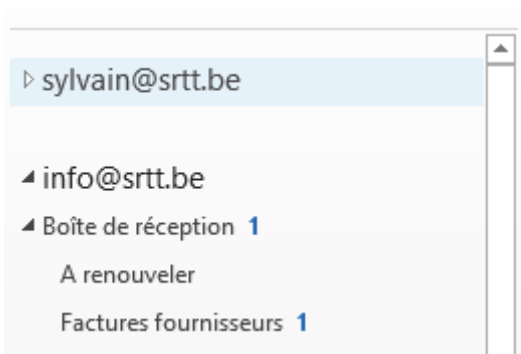 sylvain@srtt.be
info@srtt.be
Boîte de réception 1
A renouveler
Factures fournisseurs 1